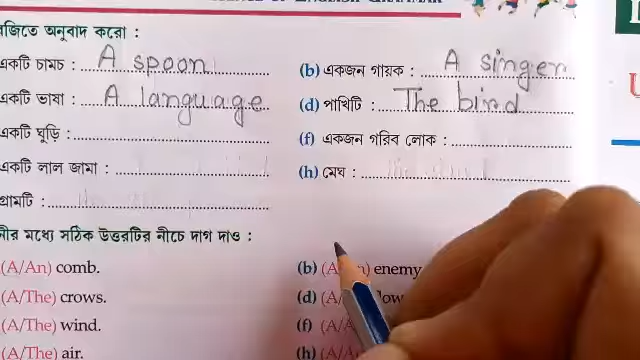 ENGLISH GRAMMAR
অনুবাদ করো :
একটি চামচ : A spoon (b) একজন গায়ক : A singer
একটি ভাষা : A language (d) পাখিটি : The bird
একটি ঘুড়ি : (f) একজন গরিব লোক :
একটি লাল জামা : (h) মেঘ :
গ্রামটি :
মধ্যে সঠিক উত্তরটির নীচে দাগ দাও :
(A/An) comb. (b) enemy
(A/The) crows. (d)
(A/The) wind. (f)
(A/The) air. (h)